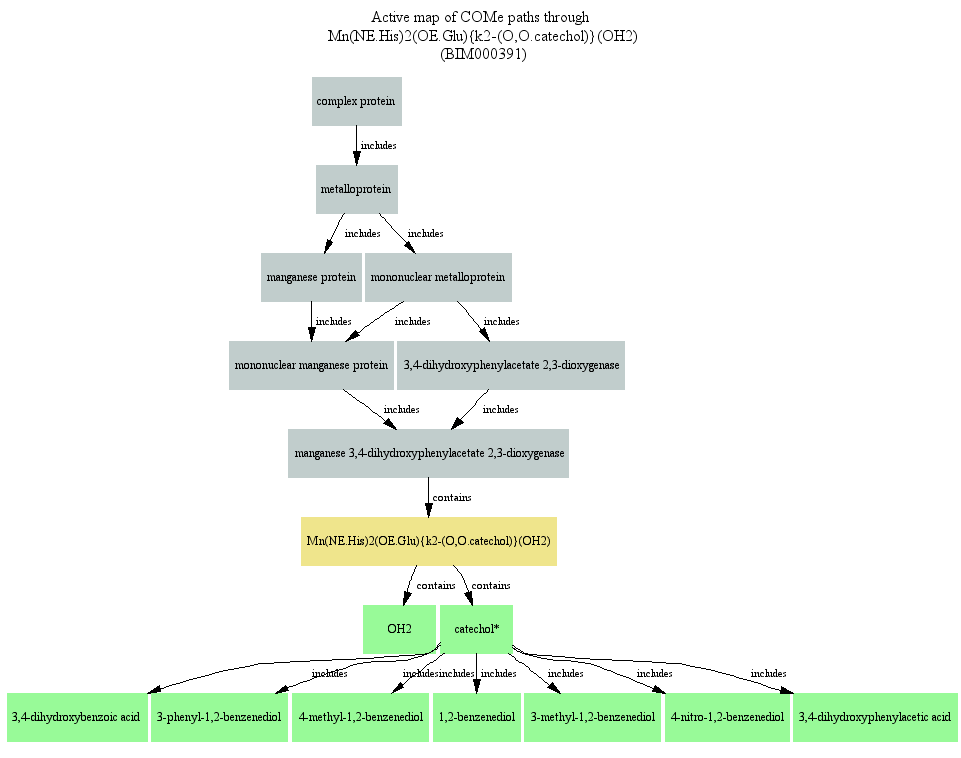 Active map of COMe paths through
Mn(NE.His)2(OE.Glu){k2-(O,O.catechol)}(OH2)
(BIM000391)
complex protein
includes
metalloprotein
includes
includes
manganese protein
mononuclear metalloprotein
includes
includes
includes
mononuclear manganese protein
3,4-dihydroxyphenylacetate 2,3-dioxygenase
includes
includes
manganese 3,4-dihydroxyphenylacetate 2,3-dioxygenase
contains
Mn(NE.His)2(OE.Glu){k2-(O,O.catechol)}(OH2)
contains
contains
OH2
catechol*
includes
includes
includes
includes
includes
includes
includes
3,4-dihydroxybenzoic acid
3-phenyl-1,2-benzenediol
4-methyl-1,2-benzenediol
1,2-benzenediol
3-methyl-1,2-benzenediol
4-nitro-1,2-benzenediol
3,4-dihydroxyphenylacetic acid